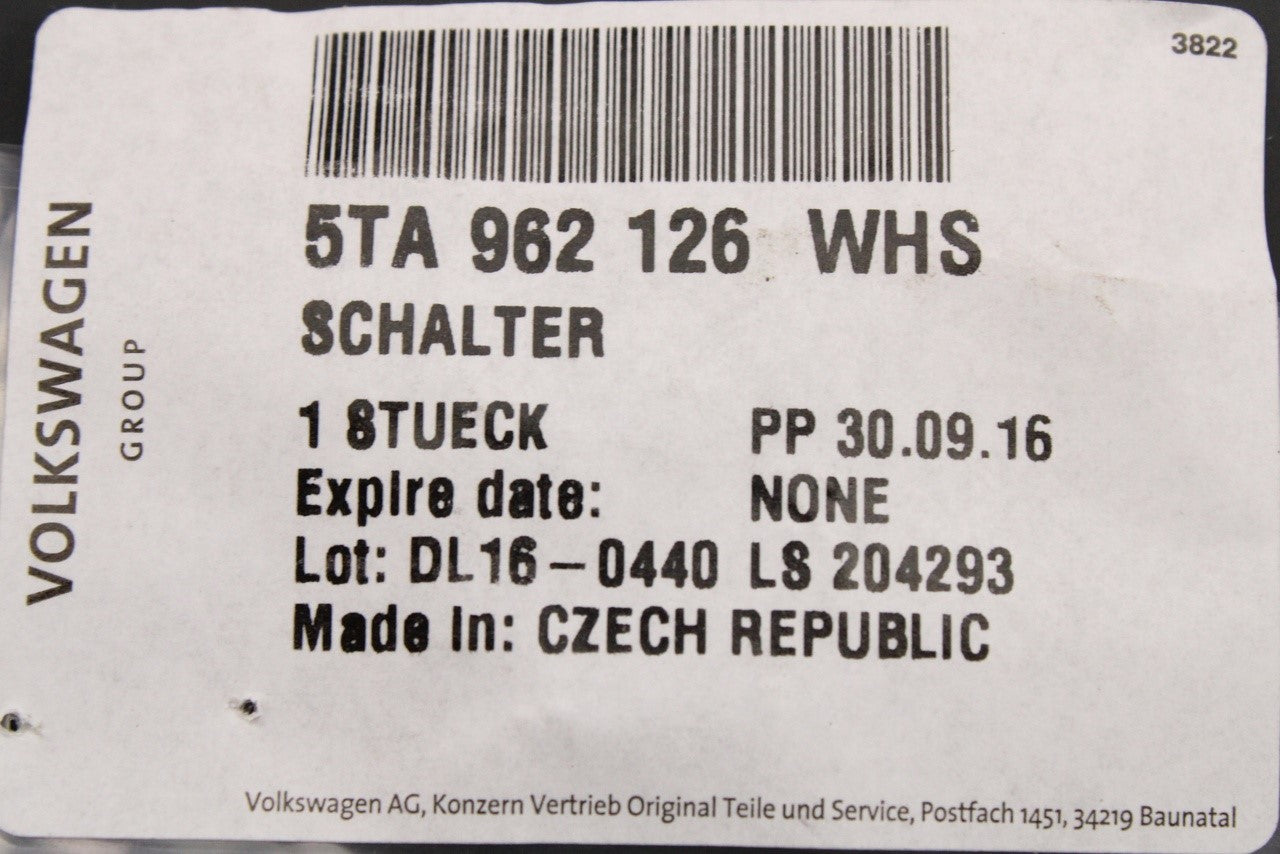 3822
VOLKSWAGEN
GROUP
5TA 962 126 WHS
SCHALTER
1 STUECK PP 30.09.16
Expire date: NONE
Lot: DL16-0440 LS 204293
Made In: CZECH REPUBLIC
Volkswagen AG, Konzern Vertrieb Original Teile und Service, Postfach 1451, 34219 Baunatal